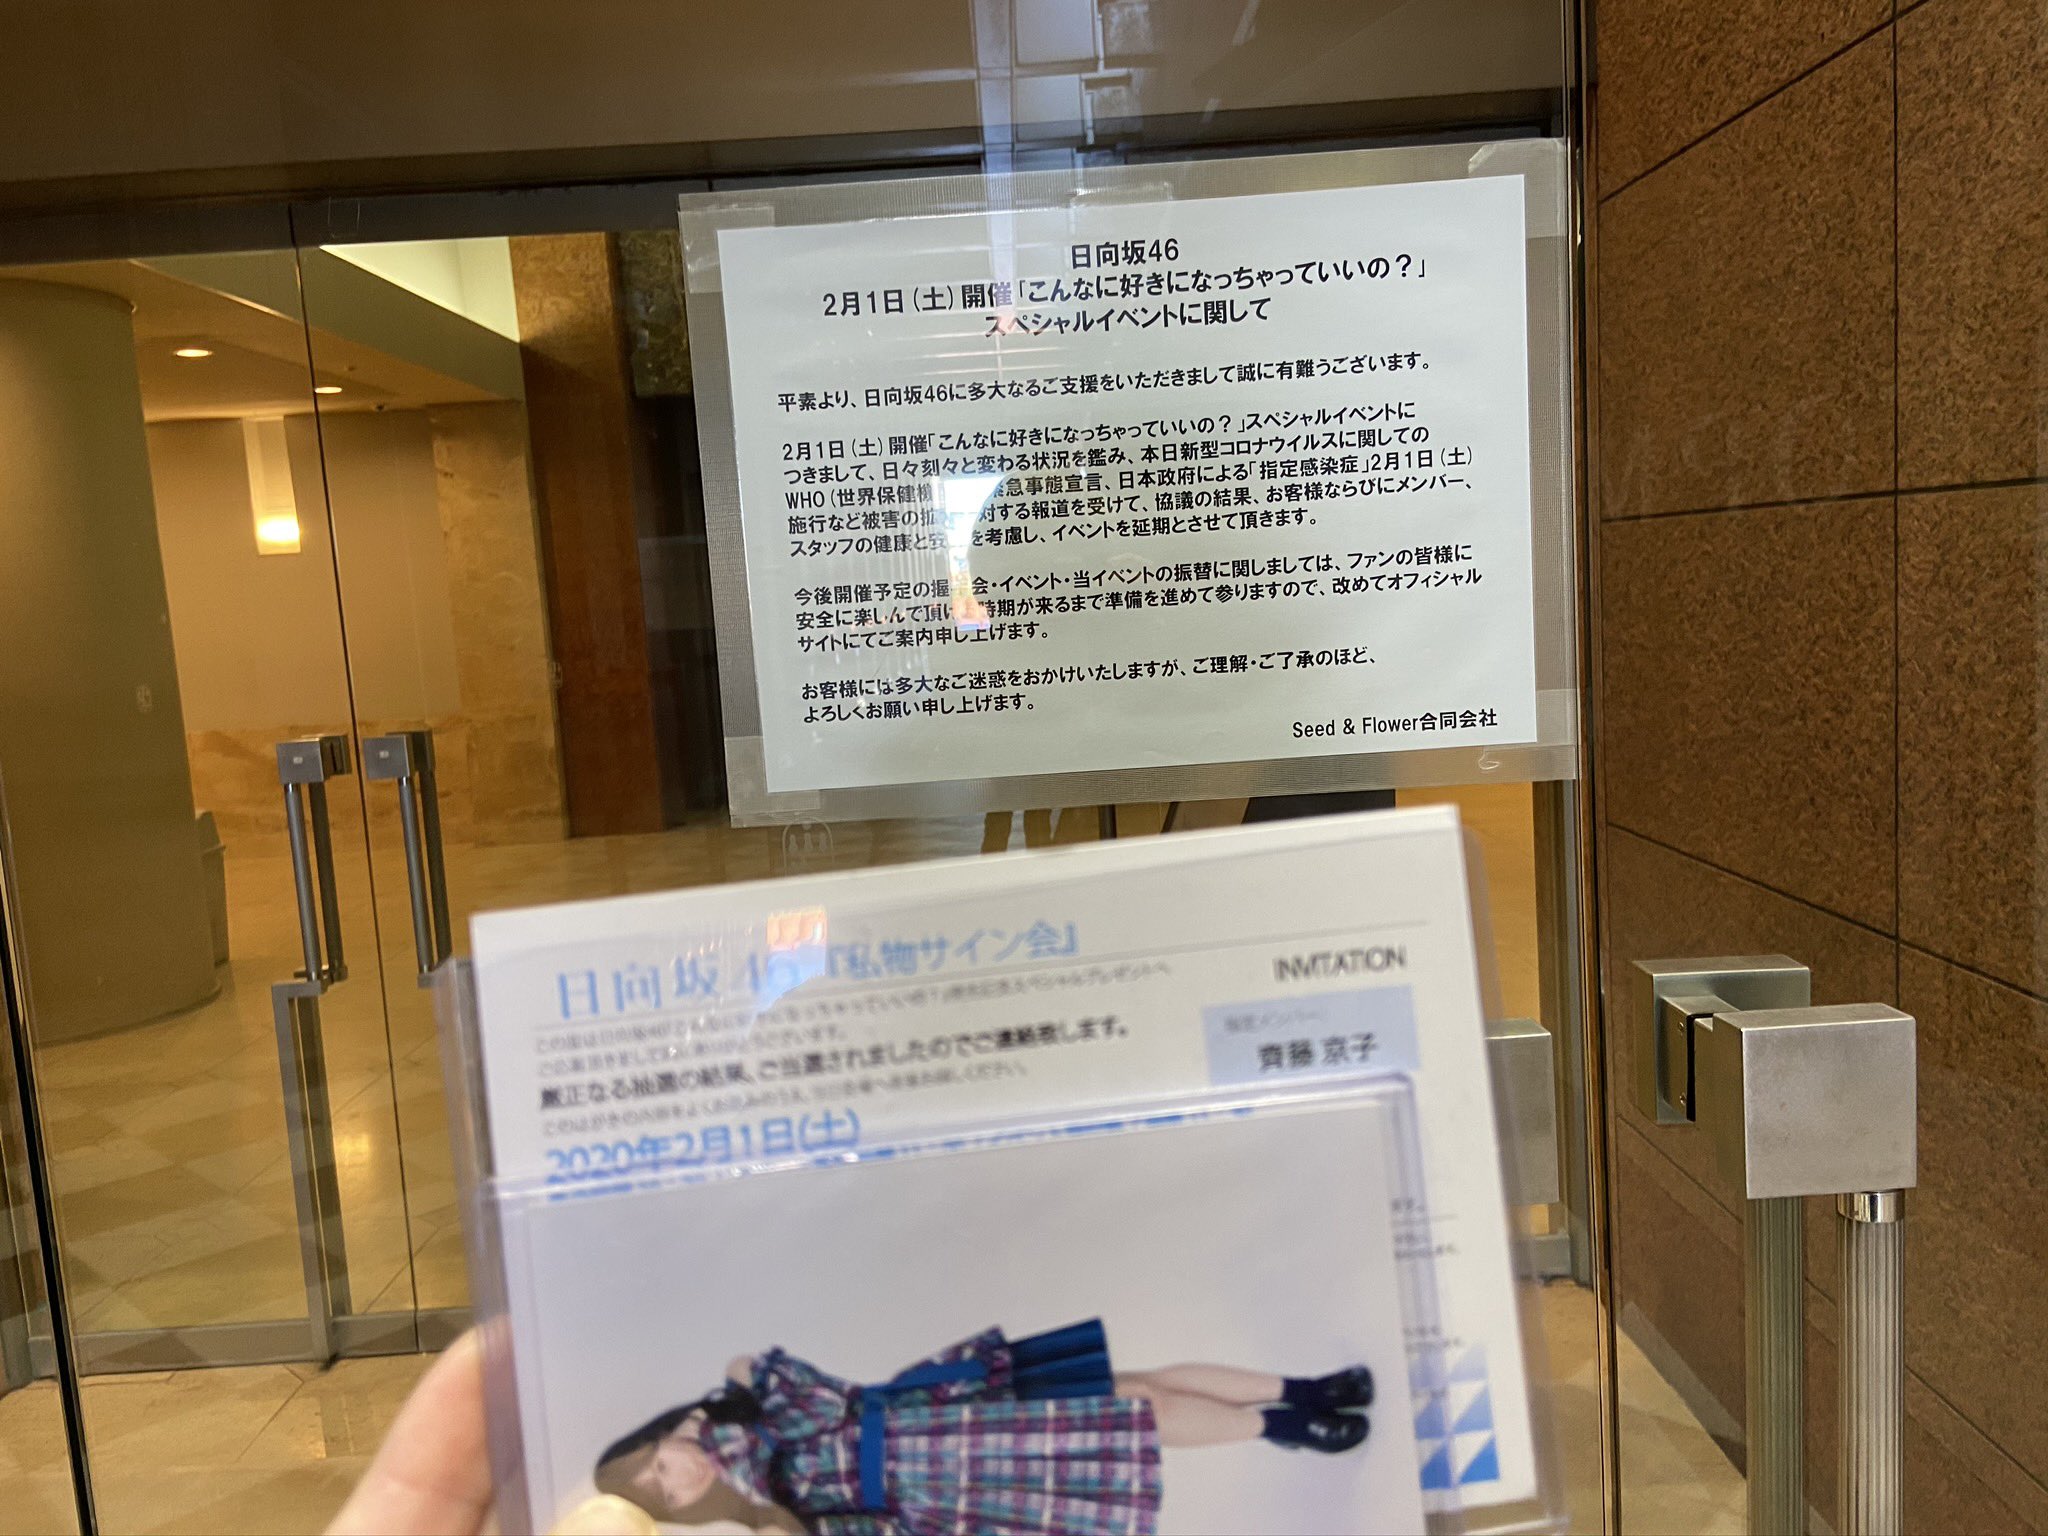 日向坂46
2月1日(土)開催「こんなに好きになっちゃっていいの？」
スペシャルイベントに関して
平素より、日向坂46に多大なるご支援をいただきまして誠に有難うございます。
2月1日(土)開催「こんなに好きになっちゃっていいの？」スペシャルイベントに
つきまして、日々刻々と変わる状況を鑑み、本日新型コロナウイルスに関しての
WHO(世界保健機 緊急事態宣言、日本政府による「指定感染症」2月1日(土)
施行など被害の拡 対する報道を受けて、協議の結果、お客様ならびにメンバー、
スタッフの健康と安 を考慮し、イベントを延期とさせて頂きます。
今後開催予定の握 会・イベント・当イベントの振替に関しましては、ファンの皆様に
安全に楽しんで頂け 時期が来るまで準備を進めて参りますので、改めてオフィシャル
サイトにてご案内申し上げます。
お客様には多大なご迷惑をおかけいたしますが、ご理解・ご了承のほど、
よろしくお願い申し上げます。
Seed & Flower合同会社
日向坂46『私物サイン会』
INVITATION
齊藤 京子
厳正なる抽選の結果、ご当選されましたのでご連絡致します。
2020年2月1日(土)